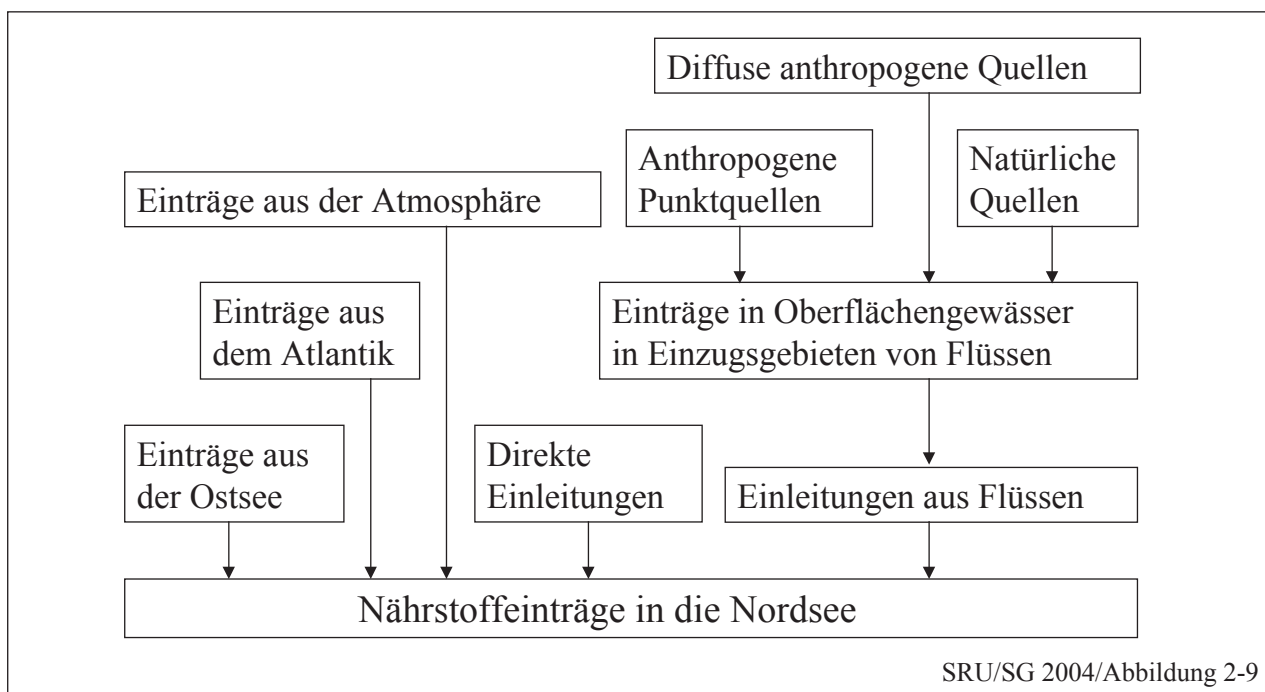 Diffuse anthropogene Quellen
Anthropogene
Punktquellen
Natürliche
Quellen
Einträge aus der Atmosphäre
Einträge aus
dem Atlantik
Einträge in Oberflächengewässer
in Einzugsgebieten von Flüssen
Einträge aus
der Ostsee
Direkte
Einleitungen
Einleitungen aus Flüssen
Nährstoffeinträge in die Nordsee
SRU/SG 2004/Abbildung 2-9